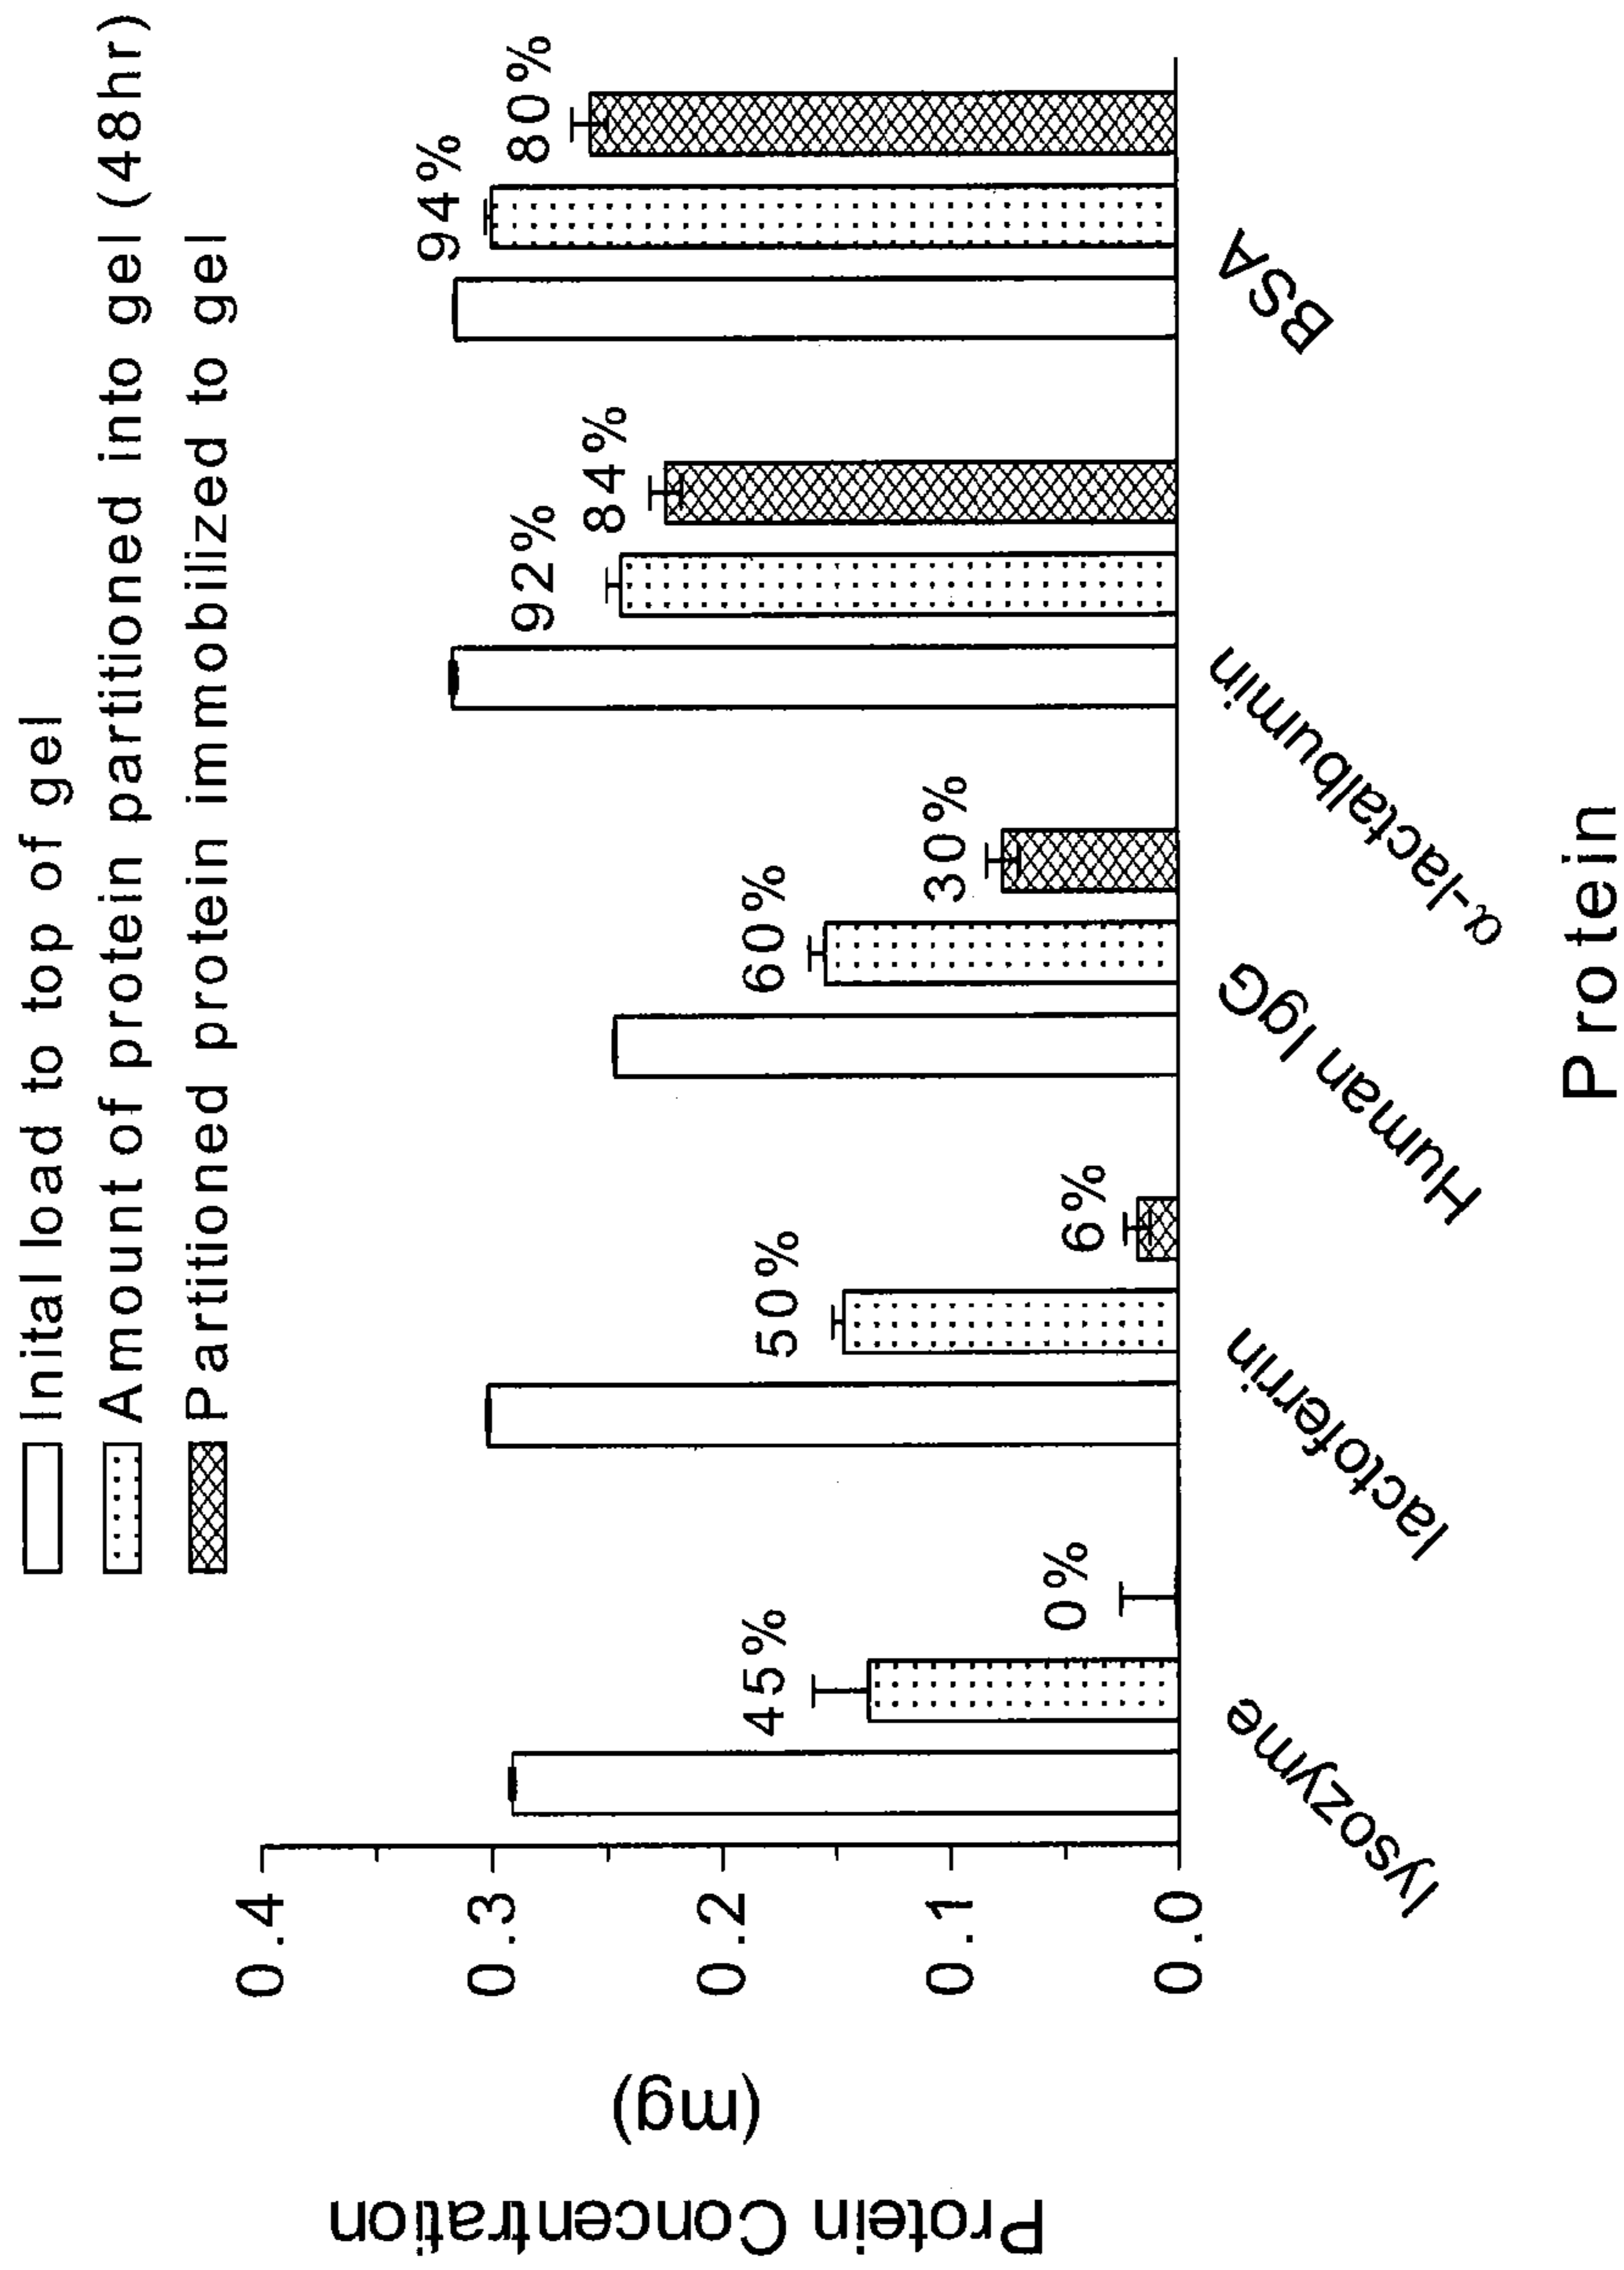 Inital load to top of gel
Amount of protein partitioned into gel (48hr)
Partitioned protein immobilized to gel
Protein Concentration
(mg)
0.4
0.3
0.2
0.1
0.0
45%
0%
50%
6%
60%
30%
92%
84%
94%
80%
lysozyme
lactoferrin
Human IgG
α-lactalbumin
BSA
Protein